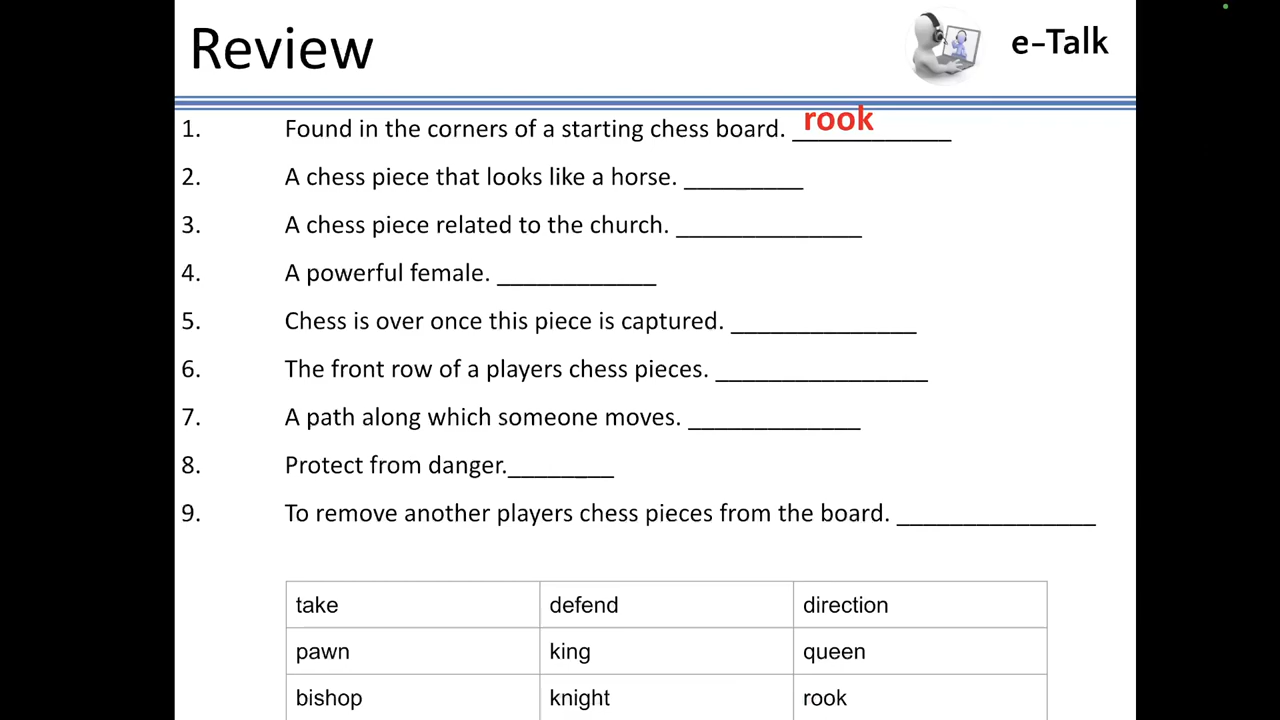 Review
e-Talk
1. Found in the corners of a starting chess board. ____________ rook
2. A chess piece that looks like a horse. _________
3. A chess piece related to the church. ______________
4. A powerful female. ____________
5. Chess is over once this piece is captured. ______________
6. The front row of a players chess pieces. ________________
7. A path along which someone moves. _____________
8. Protect from danger.________
9. To remove another players chess pieces from the board. _______________
take defend direction
pawn king queen
bishop knight rook